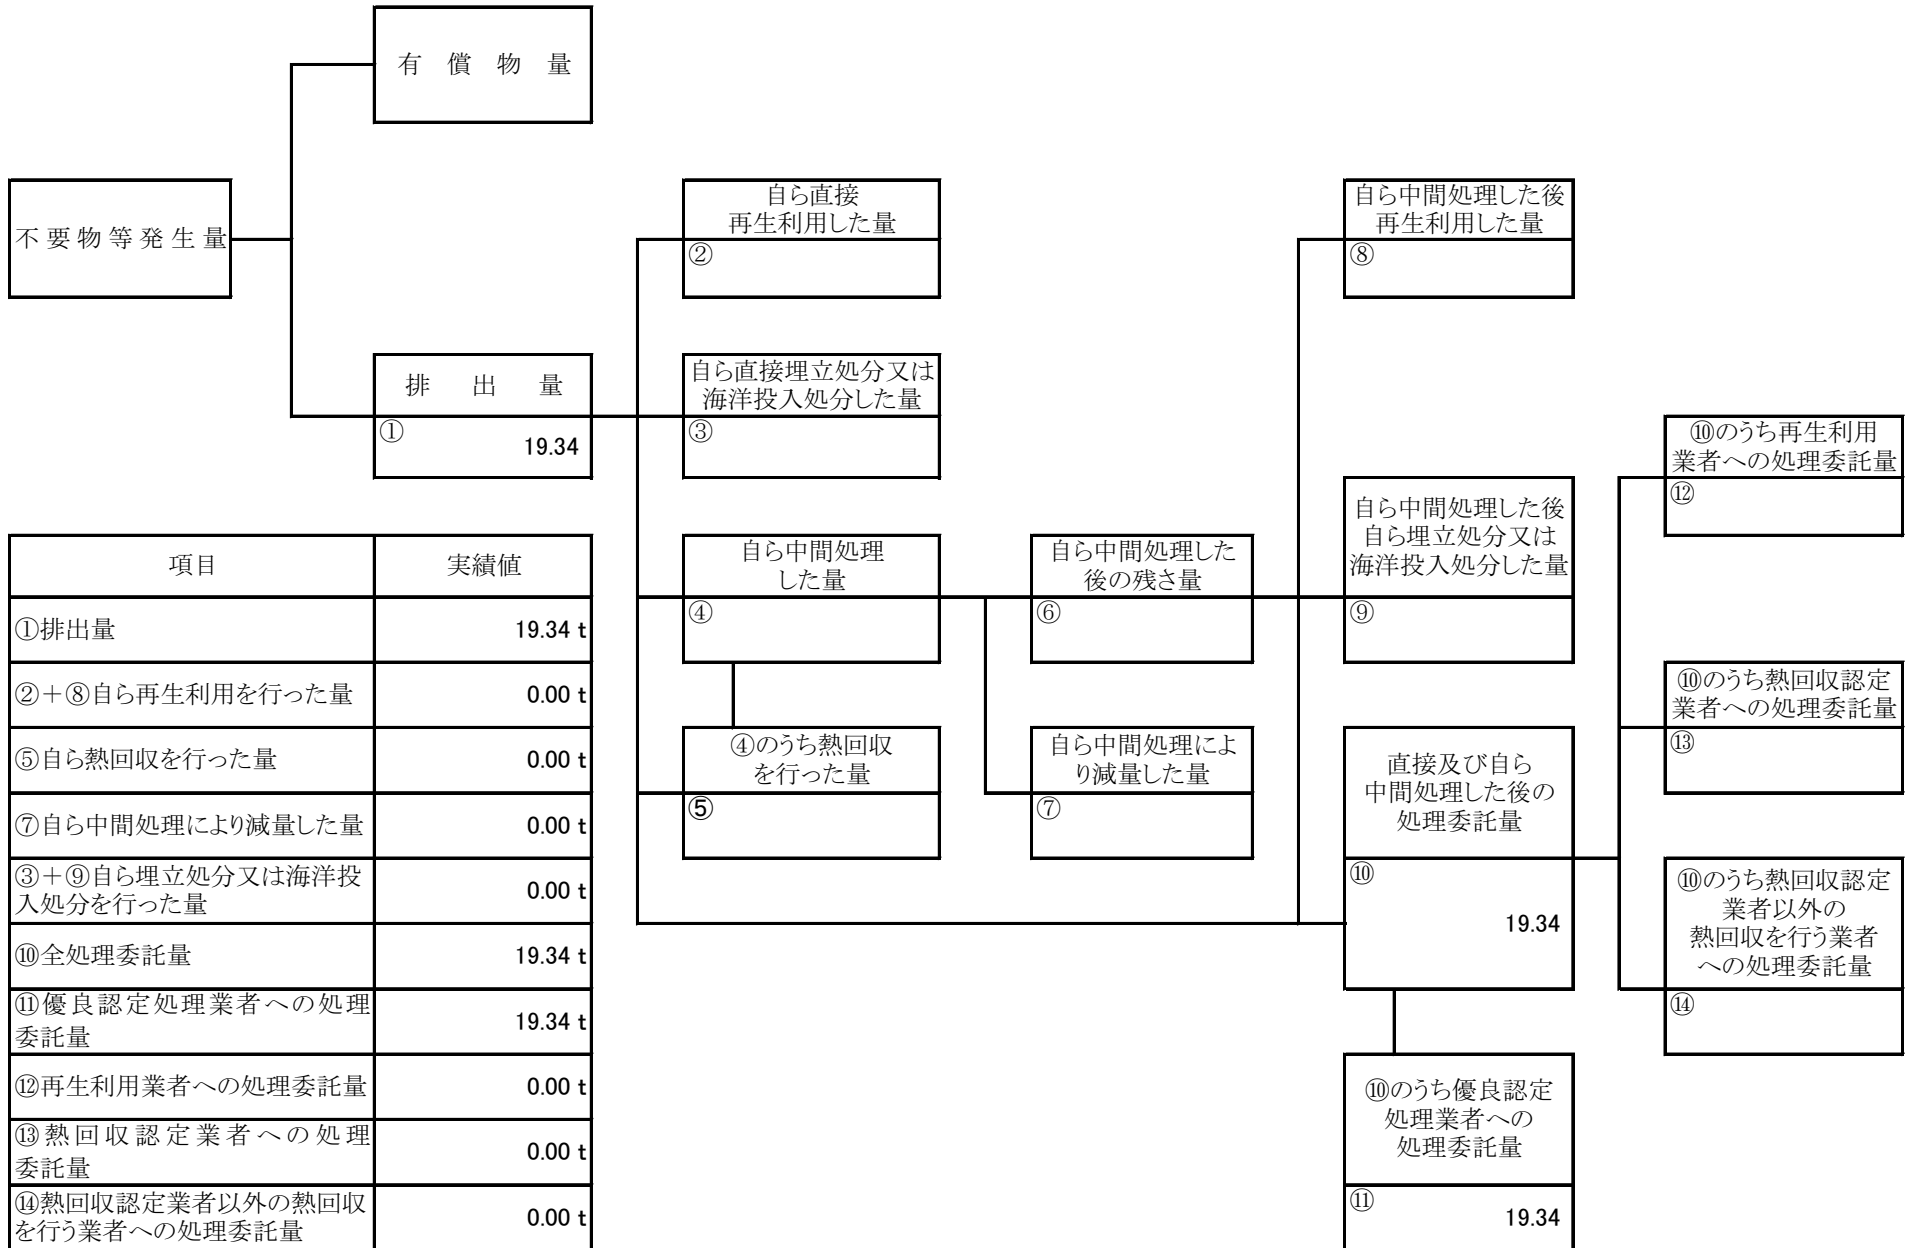 有償物量
不要物等発生量
排出量
①
19.34
自ら直接
再生利用した量
②
自ら直接埋立処分又は
海洋投入処分した量
③
自ら中間処理
した量
④
④のうち熱回収
を行った量
⑤
自ら中間処理した
後の残さ量
⑥
自ら中間処理によ
り減量した量
⑦
自ら中間処理した後
再生利用した量
⑧
自ら中間処理した後
自ら埋立処分又は
海洋投入処分した量
⑨
直接及び自ら
中間処理した後の
処理委託量
⑩
19.34
⑩のうち優良認定
処理業者への
処理委託量
⑪
19.34
⑩のうち再生利用
業者への処理委託量
⑫
⑩のうち熱回収認定
業者への処理委託量
⑬
⑩のうち熱回収認定
業者以外の
熱回収を行う業者
への処理委託量
⑭
項目 実績値
①排出量 19.34 t
②+⑧自ら再生利用を行った量 0.00 t
⑤自ら熱回収を行った量 0.00 t
⑦自ら中間処理により減量した量 0.00 t
③+⑨自ら埋立処分又は海洋投
入処分を行った量 0.00 t
⑩全処理委託量 19.34 t
⑪優良認定処理業者への処理
委託量 19.34 t
⑫再生利用業者への処理委託量 0.00 t
⑬熱回収認定業者への処理
委託量 0.00 t
⑭熱回収認定業者以外の熱回収
を行う業者への処理委託量 0.00 t